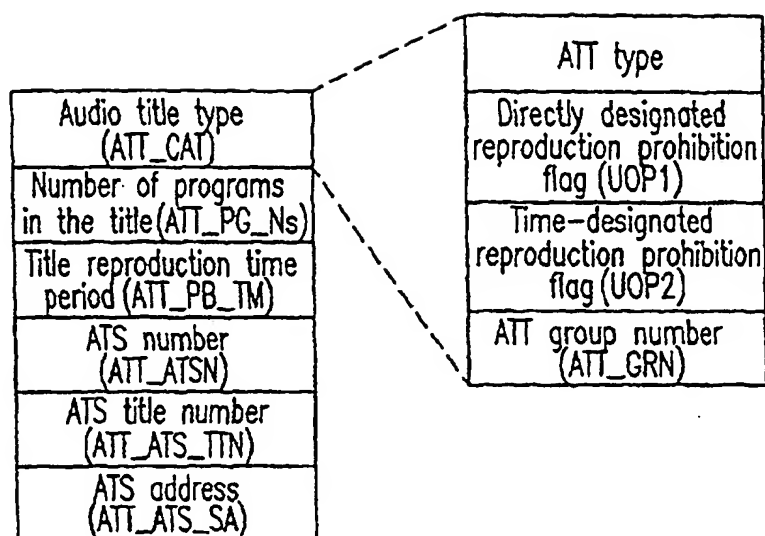 Audio title type
(ATT_CAT)
Number of programs
in the title(ATT_PG_Ns)
Title reproduction time
period(ATT_PB_TM)
ATS number
(ATT_ATSN)
ATS title number
(ATT_ATS_TTN)
ATS address
(ATT_ATS_SA)
ATT type
Directly designated
reproduction prohibition
flag(UOP1)
Time-designated
reproduction prohibition
flag(UOP2)
ATT group number
(ATT_GRN)